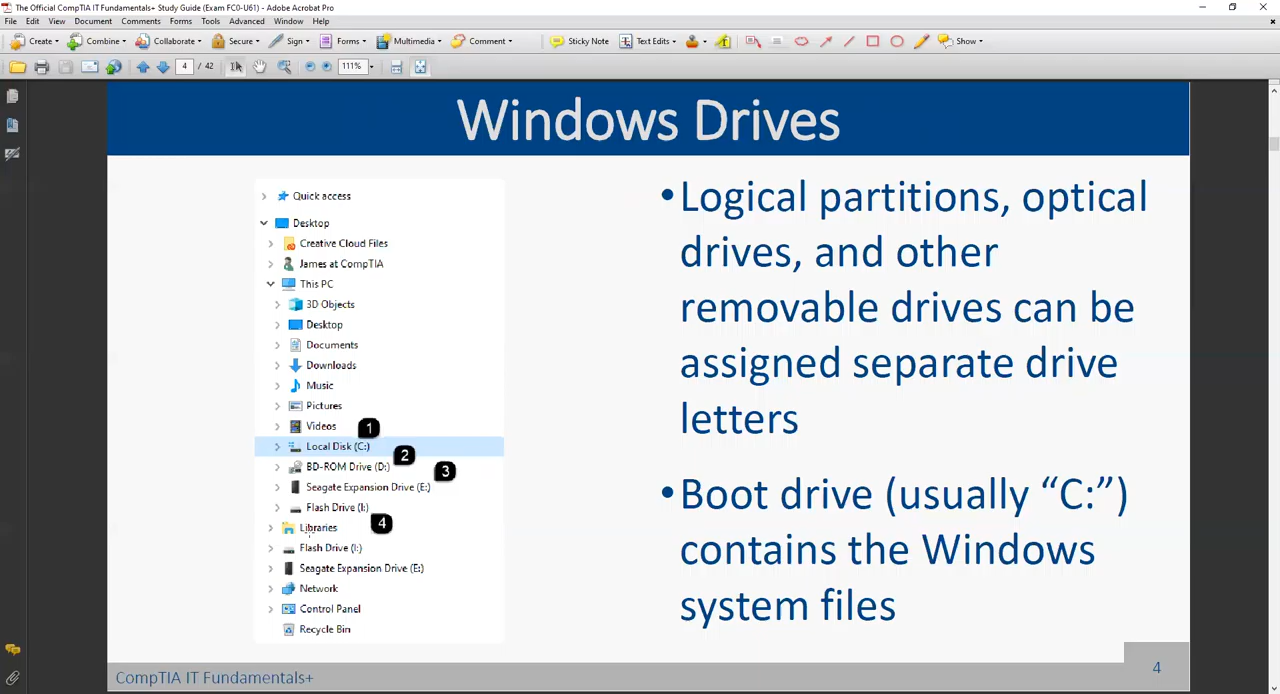 The Official CompTIA IT Fundamentals+ Study Guide (Exam FC0-U61) - Adobe Acrobat Pro
File Edit View Document Comments Forms Tools Advanced Window Help
Create Combine Collaborate Secure Sign Forms Multimedia Comment Sticky Note Text Edits Show
4 / 42 111%
Windows Drives
Quick access
Desktop
Creative Cloud Files
James at CompTIA
This PC
3D Objects
Desktop
Documents
Downloads
Music
Pictures
Videos 1
Local Disk (C:)
2
BD-ROM Drive (D:)
3
Seagate Expansion Drive (E:)
Flash Drive (I:)
4
Libraries
Flash Drive (I:)
Seagate Expansion Drive (E:)
Network
Control Panel
Recycle Bin
•Logical partitions, optical
drives, and other
removable drives can be
assigned separate drive
letters
•Boot drive (usually “C:”)
contains the Windows
system files
CompTIA IT Fundamentals+
4